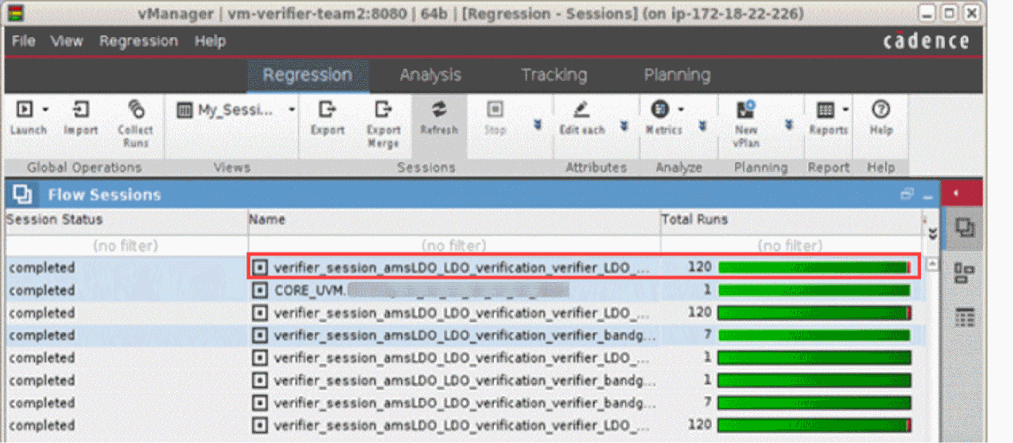 vManager | vm-verifier-team2:8080 | 64b | [Regression - Sessions] (on ip-172-18-22-226)
File View Regression Help
cādence
Regression Analysis Tracking Planning
My_Sessi...
Launch Import Collect Runs Export Export Merge Refresh Stop Edit each Metrics New vPlan Reports Help
Global Operations Views Sessions Attributes Analyze Planning Report Help
Flow Sessions
Session Status Name Total Runs
(no filter) (no filter) (no filter)
completed verifier_session_amsLDO_LDO_verification_verifier_LDO_... 120
completed CORE_UVM. 1
completed verifier_session_amsLDO_LDO_verification_verifier_LDO_... 120
completed verifier_session_amsLDO_LDO_verification_verifier_bandg... 7
completed verifier_session_amsLDO_LDO_verification_verifier_LDO_... 1
completed verifier_session_amsLDO_LDO_verification_verifier_bandg... 1
completed verifier_session_amsLDO_LDO_verification_verifier_bandg... 7
completed verifier_session_amsLDO_LDO_verification_verifier_LDO_... 120